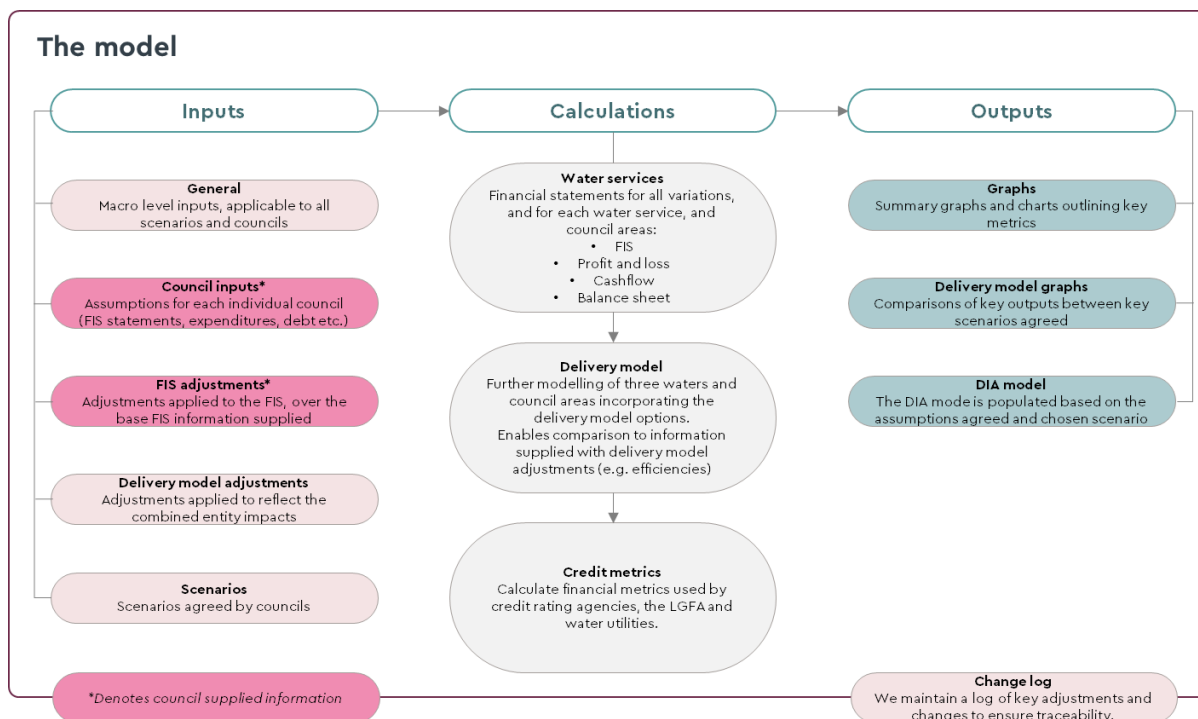 The model
Inputs
Calculations
Outputs
General
Macro level inputs, applicable to all
scenarios and councils
Council inputs*
Assumptions for each individual council
(FIS statements, expenditures, debt etc.)
FIS adjustments*
Adjustments applied to the FIS, over the
base FIS information supplied
Delivery model adjustments
Adjustments applied to reflect the
combined entity impacts
Scenarios
Scenarios agreed by councils
*Denotes council supplied information
Water services
Financial statements for all variations,
and for each water service, and
council areas:
• FIS
• Profit and loss
• Cashflow
• Balance sheet
Delivery model
Further modelling of three waters and
council areas incorporating the
delivery model options.
Enables comparison to information
supplied with delivery model
adjustments (e.g. efficiencies)
Credit metrics
Calculate financial metrics used by
credit rating agencies, the LGFA and
water utilities.
Graphs
Summary graphs and charts outlining key
metrics
Delivery model graphs
Comparisons of key outputs between key
scenarios agreed
DIA model
The DIA mode is populated based on the
assumptions agreed and chosen scenario
Change log
We maintain a log of key adjustments and
changes to ensure traceability.